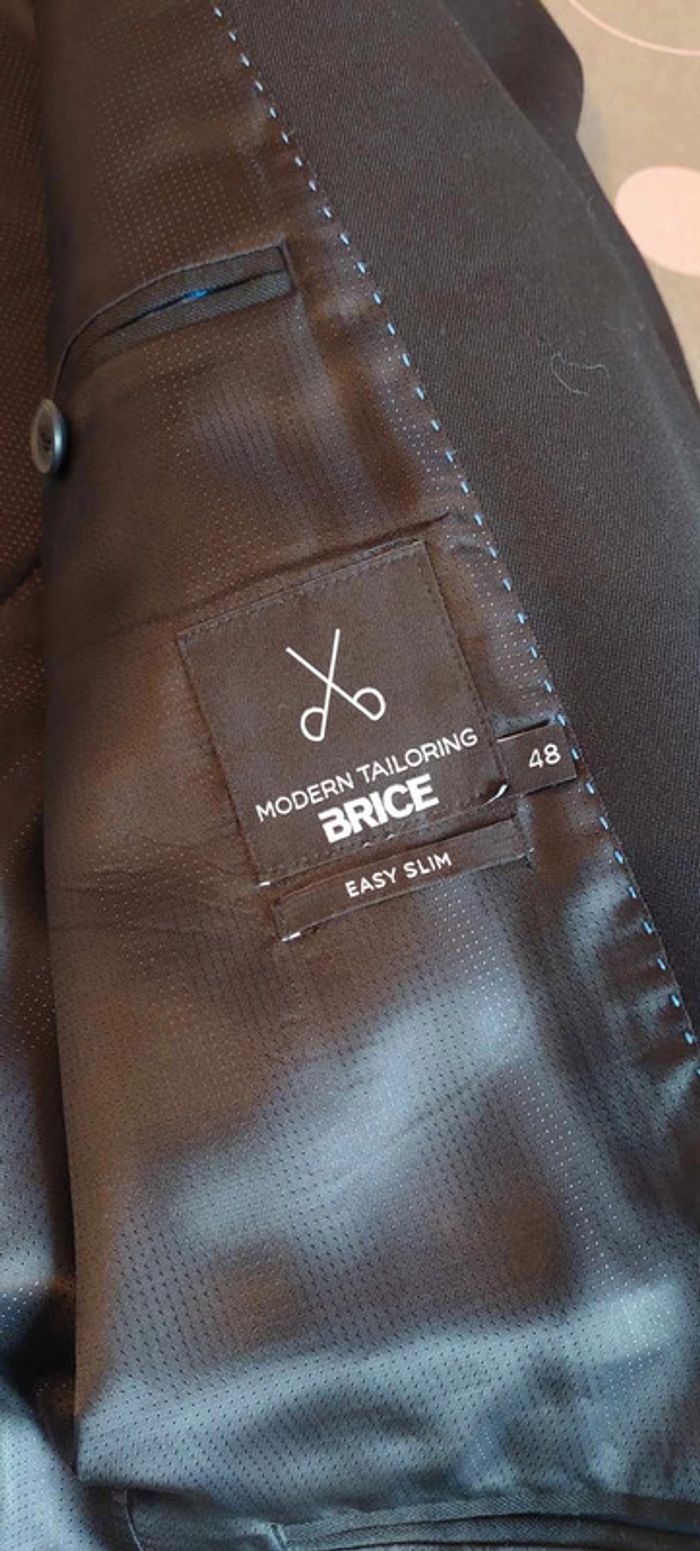 MODERN TAILORING
BRICE
48
EASY SLIM